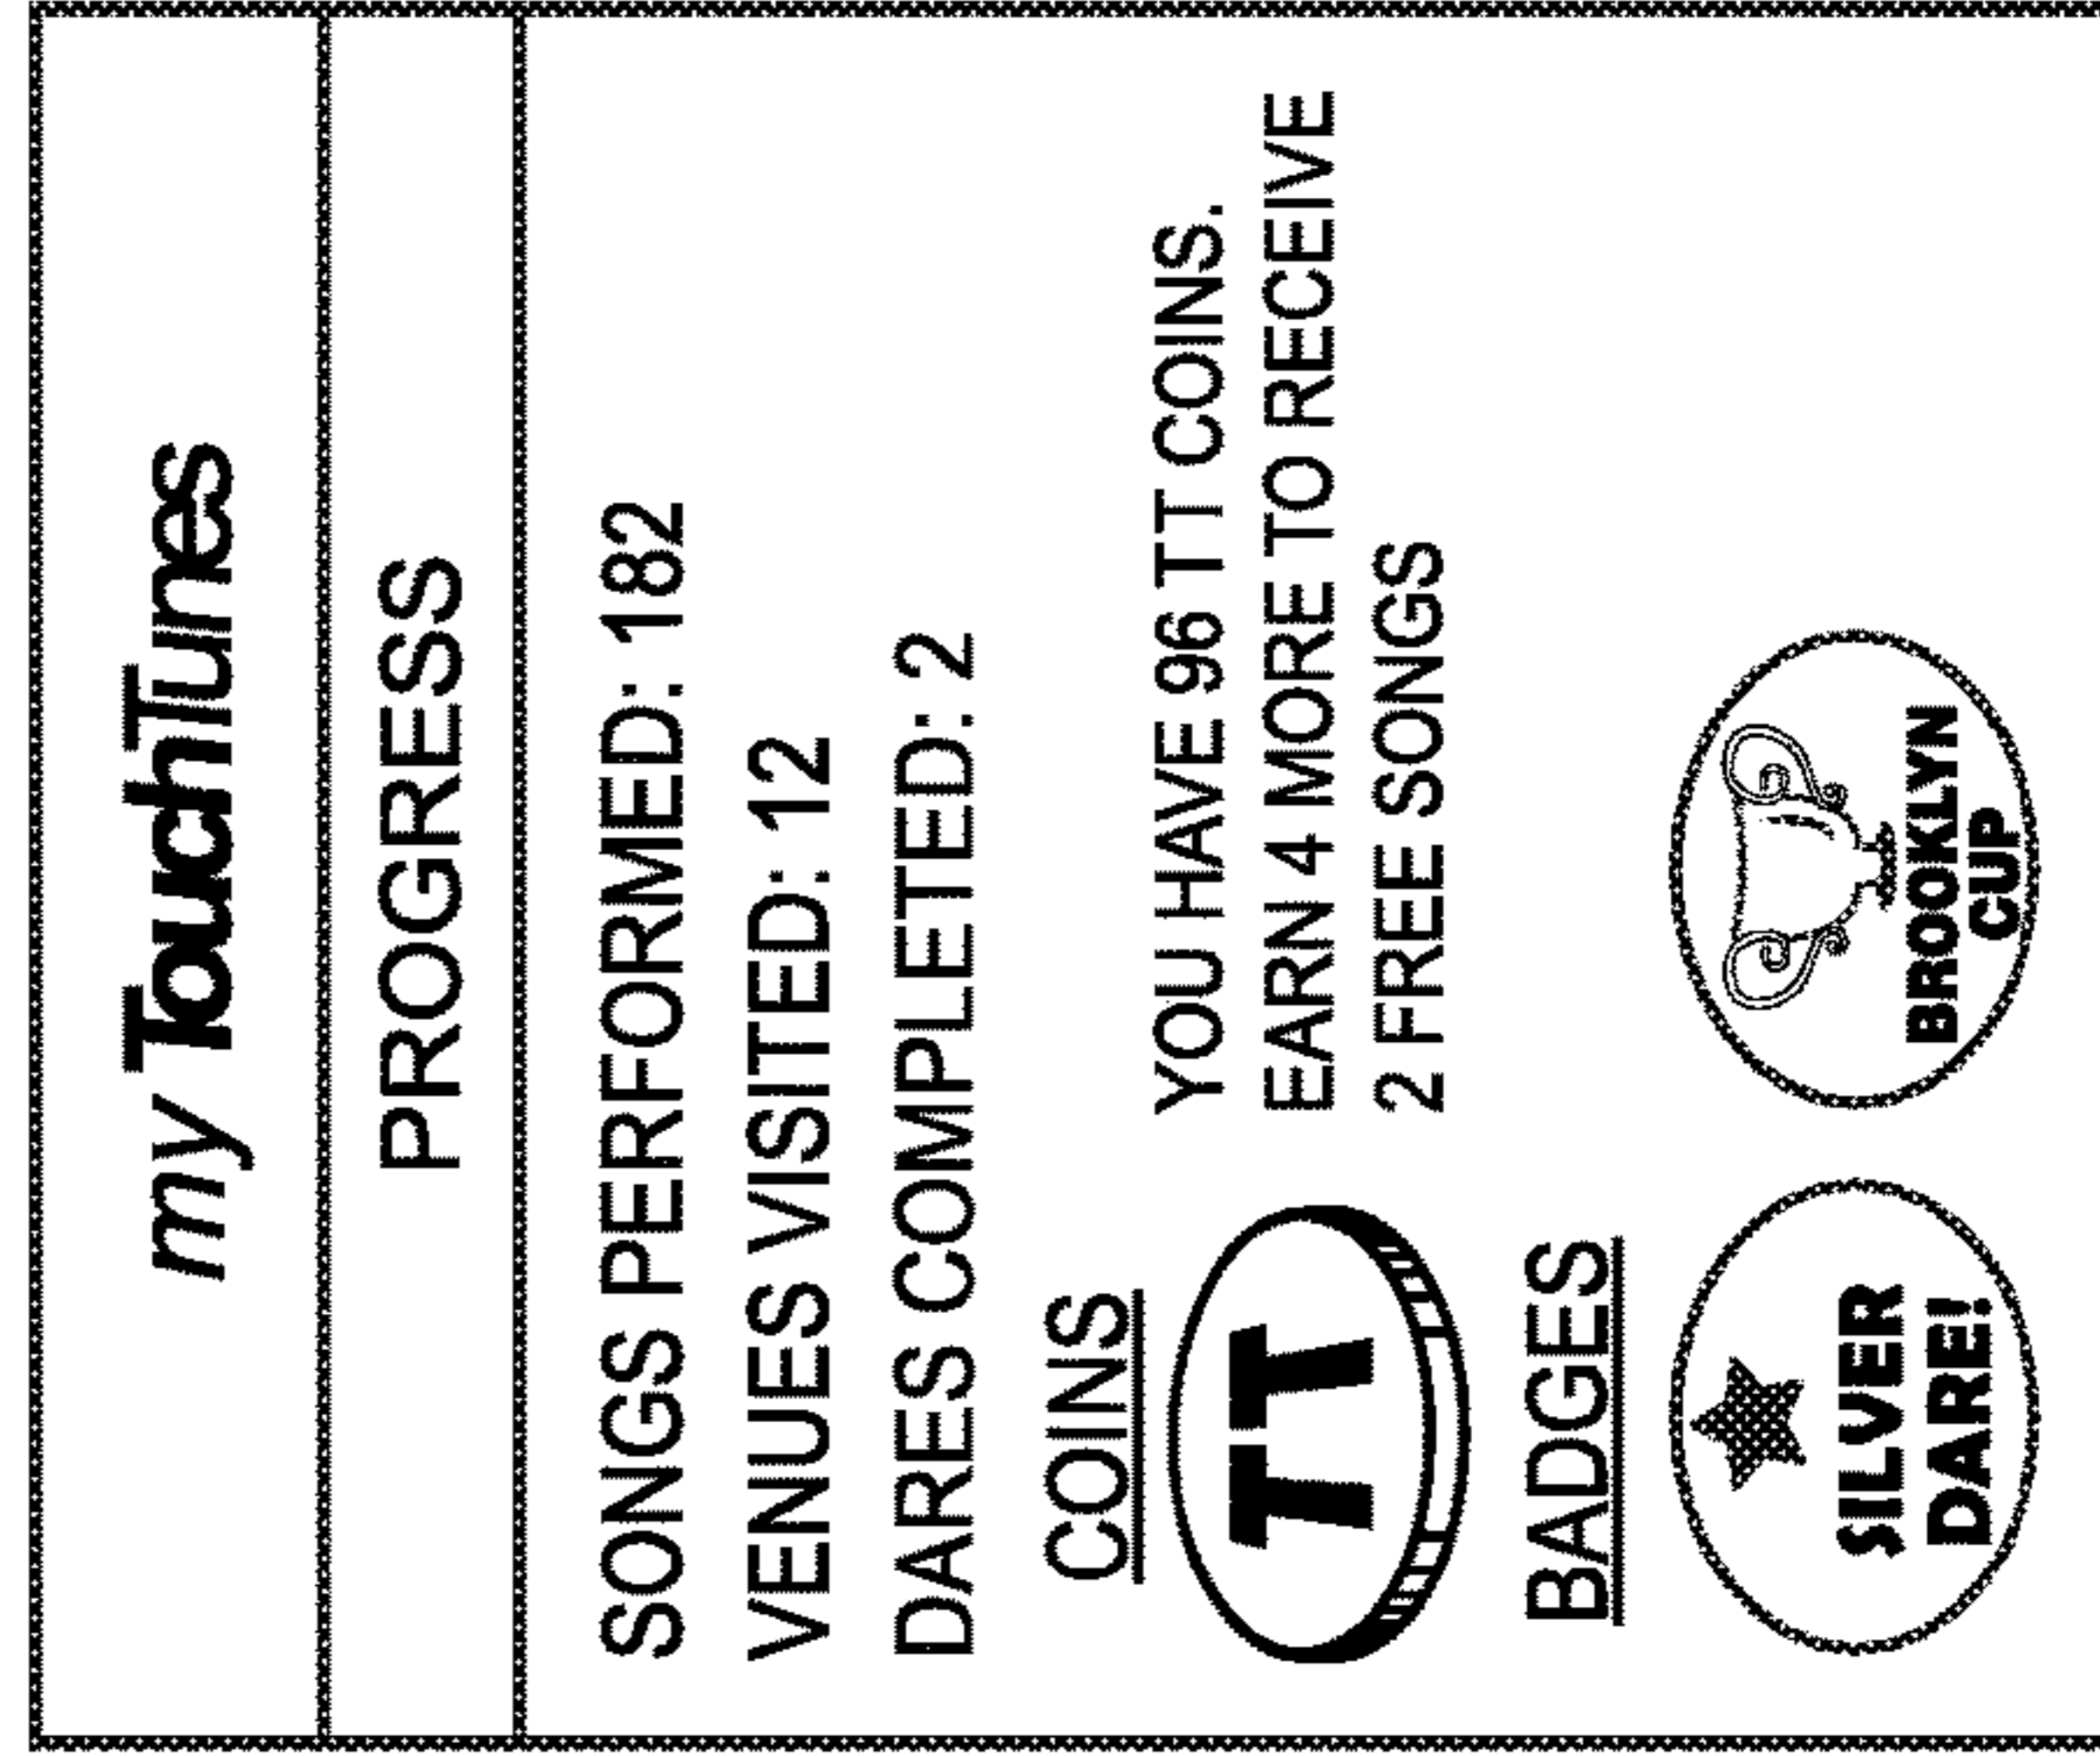 my TouchTunes
PROGRESS
SONGS PERFORMED: 182
VENUES VISITED: 12
DARES COMPLETED: 2
COINS
TT
YOU HAVE 96 TT COINS.
EARN 4 MORE TO RECEIVE
2 FREE SONGS
BADGES
SILVER
DARE!
BROOKLYN
CUP